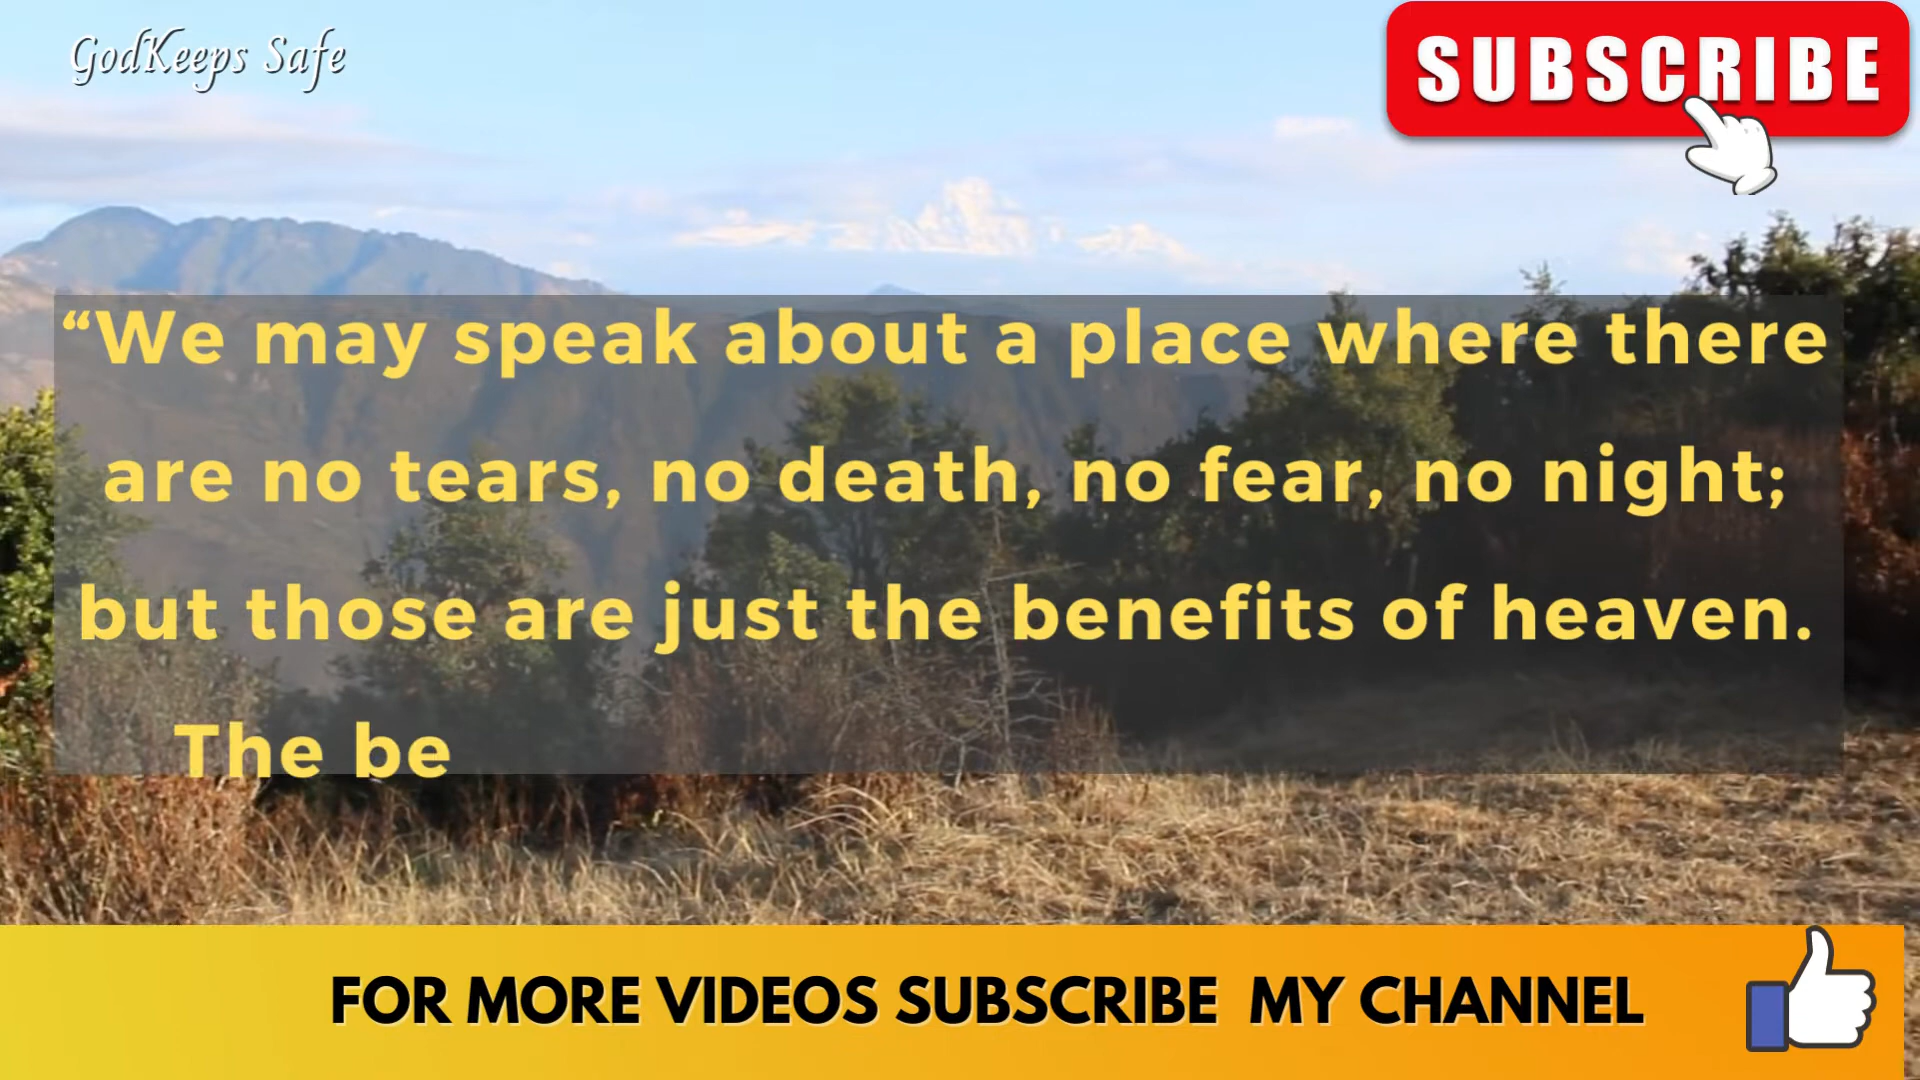 GodKeeps Safe
SUBSCRIBE
“We may speak about a place where there
are no tears, no death, no fear, no night;
but those are just the benefits of heaven.
The be
FOR MORE VIDEOS SUBSCRIBE MY CHANNEL